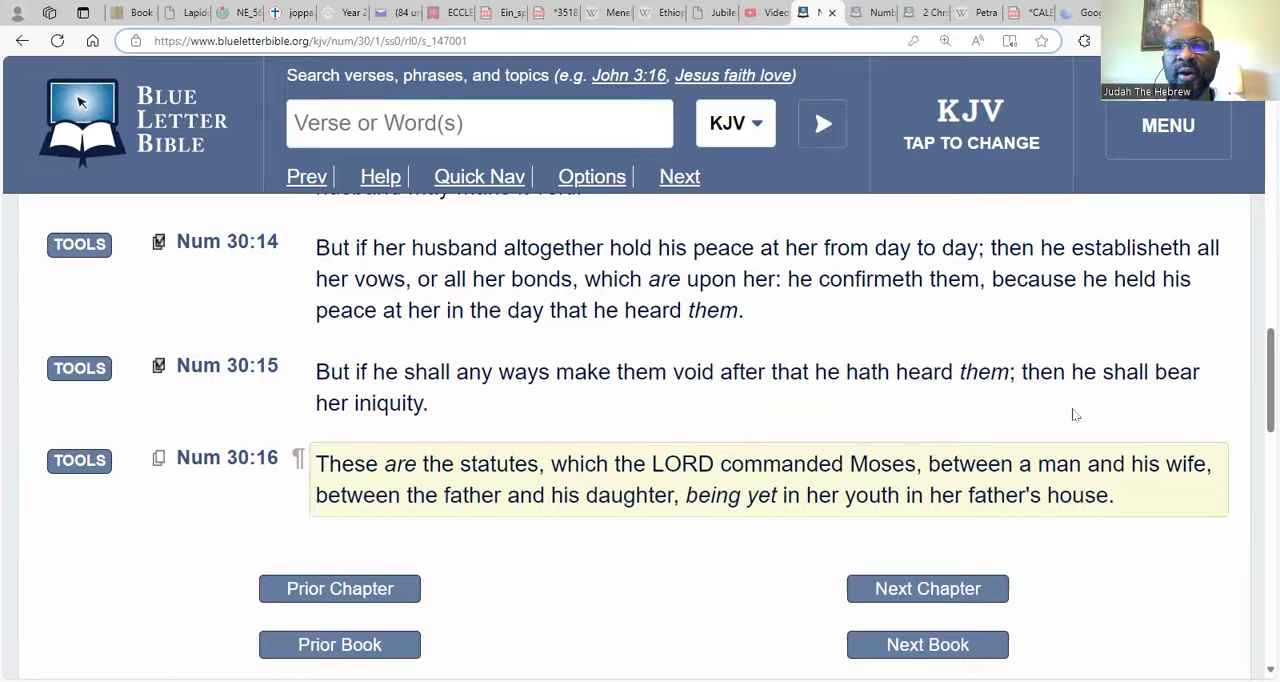 Book
Lapid
NE_56
joppa
Year 2
(84 ur
ECCLE
Ein_sp
*3518
Mene
Ethiop
Jubile
Video
N
Numb
2 Chr
Petra
*CALE
Goog
https://www.blueletterbible.org/kjv/num/30/1/ss0/rl0/s_147001
Judah The Hebrew
BLUE
LETTER
BIBLE
Search verses, phrases, and topics (e.g. John 3:16, Jesus faith love)
Verse or Word(s)
KJV
KJV
TAP TO CHANGE
MENU
Prev
Help
Quick Nav
Options
Next
TOOLS
Num 30:14
But if her husband altogether hold his peace at her from day to day; then he establisheth all
her vows, or all her bonds, which are upon her: he confirmeth them, because he held his
peace at her in the day that he heard them.
TOOLS
Num 30:15
But if he shall any ways make them void after that he hath heard them; then he shall bear
her iniquity.
TOOLS
Num 30:16
¶
These are the statutes, which the LORD commanded Moses, between a man and his wife,
between the father and his daughter, being yet in her youth in her father's house.
Prior Chapter
Next Chapter
Prior Book
Next Book